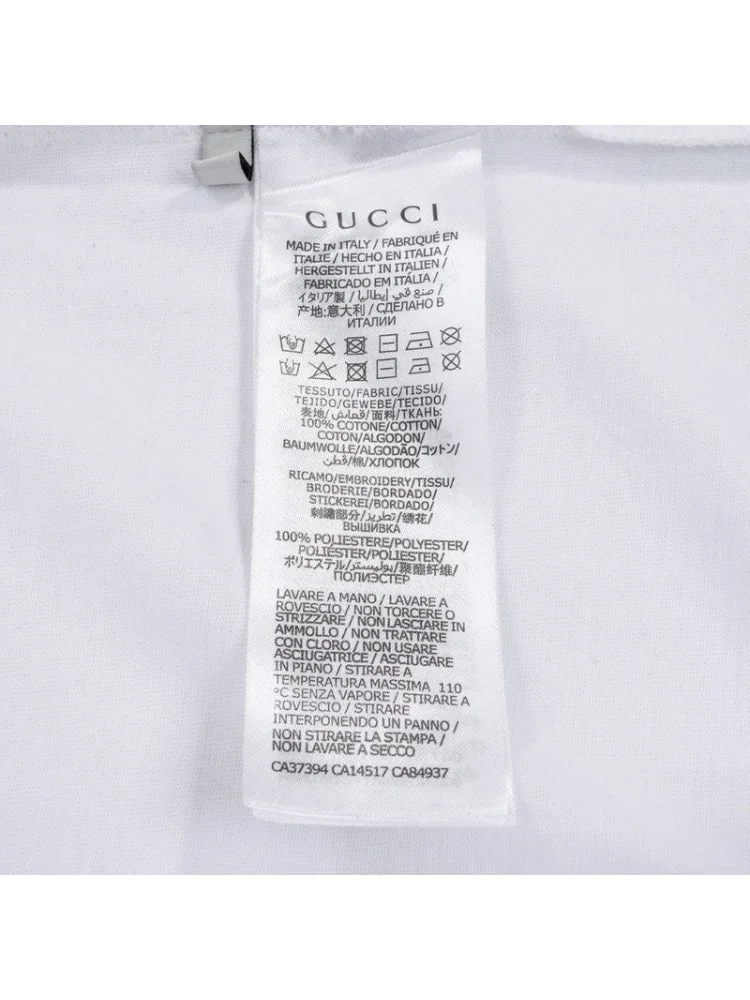 GUCCI
MADE IN ITALY / FABRIQUÉ EN
ITALIE / HECHO EN ITALIA /
HERGESTELLT IN ITALIEN /
FABRICADO EM ITÁLIA /
イタリア製 / صنع في إيطاليا /
产地:意大利 / СДЕЛАНО В
ИТАЛИИ
TESSUTO/FABRIC/TISSU/
TEJIDO/GEWEBE/TECIDO/
表地/قماش/面料/ТКАНЬ:
100% COTONE/COTTON/
COTON/ALGODON/
BAUMWOLLE/ALGODÃO/コットン/
قطن/棉/ХЛОПОК
RICAMO/EMBROIDERY/TISSU/
BRODERIE/BORDADO/
STICKEREI/BORDADO/
刺繍部分/تطريز/绣花/
ВЫШИВКА
100% POLIESTERE/POLYESTER/
POLIÉSTER/POLIESTER/
ポリエステル/بوليستر/聚酯纤维/
ПОЛИЭСТЕР
LAVARE A MANO / LAVARE A
ROVESCIO / NON TORCERE O
STRIZZARE / NON LASCIARE IN
AMMOLLO / NON TRATTARE
CON CLORO / NON USARE
ASCIUGATRICE / ASCIUGARE
IN PIANO / STIRARE A
TEMPERATURA MASSIMA 110
°C SENZA VAPORE / STIRARE A
ROVESCIO / STIRARE
INTERPONENDO UN PANNO /
NON STIRARE LA STAMPA /
NON LAVARE A SECCO
CA37394 CA14517 CA84937